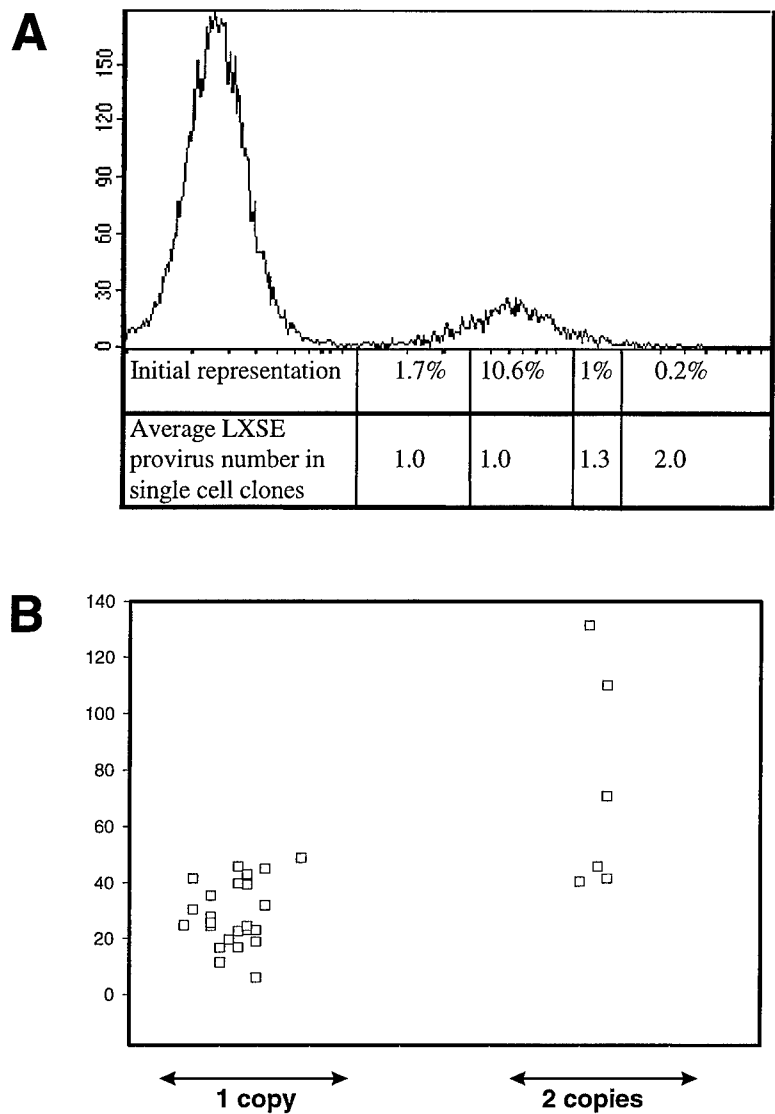 A
150
120
90
60
30
0
Initial representation 1.7% 10.6% 1% 0.2%
Average LXSE
provirus number in 1.0 1.0 1.3 2.0
single cell clones
B
140
120
100
80
60
40
20
0
1 copy 2 copies